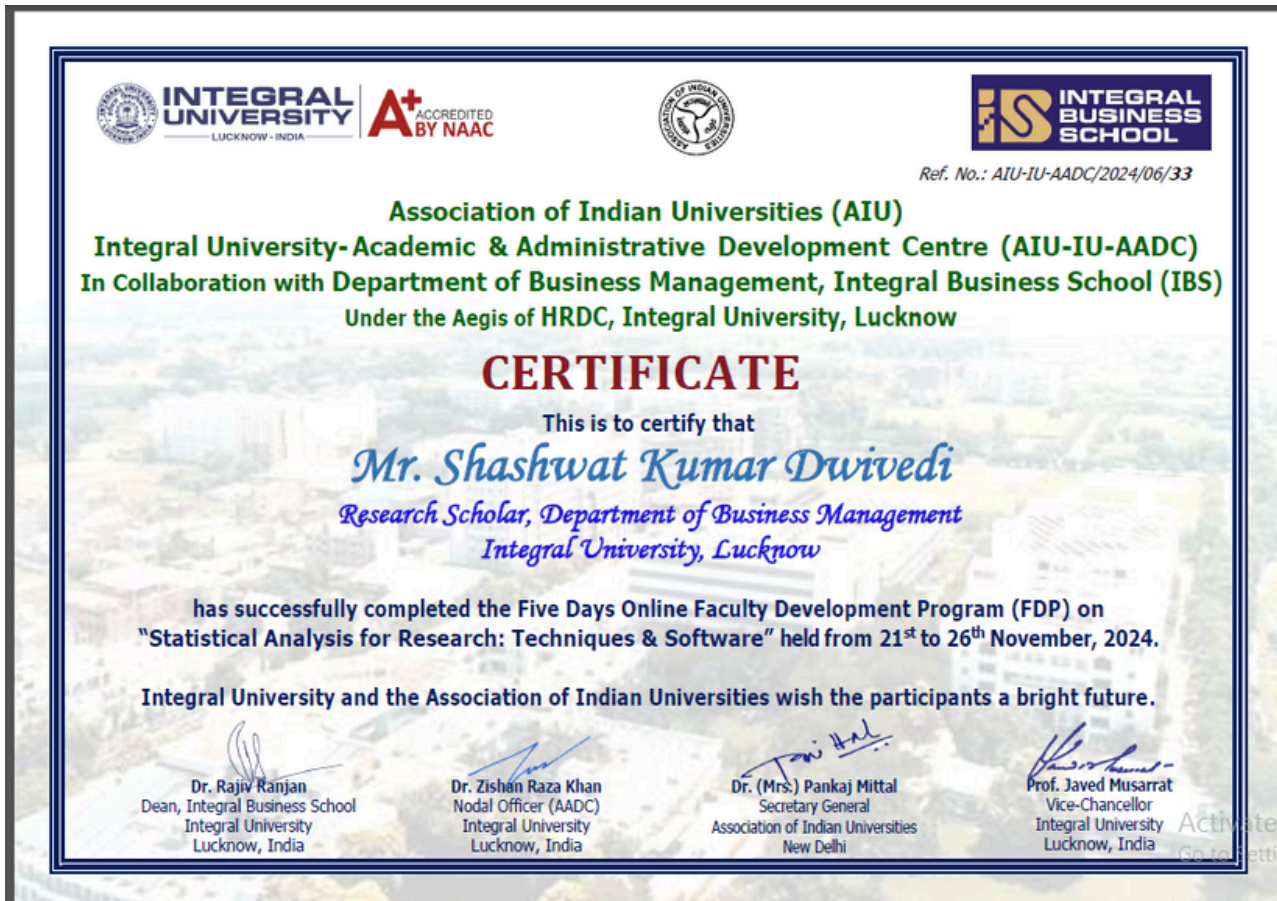 INTEGRAL
UNIVERSITY
LUCKNOW - INDIA
A+ ACCREDITED
BY NAAC
ASSOCIATION OF INDIAN UNIVERSITIES
INTEGRAL
BUSINESS
SCHOOL
Ref. No.: AIU-IU-AADC/2024/06/33
Association of Indian Universities (AIU)
Integral University-Academic & Administrative Development Centre (AIU-IU-AADC)
In Collaboration with Department of Business Management, Integral Business School (IBS)
Under the Aegis of HRDC, Integral University, Lucknow
CERTIFICATE
This is to certify that
Mr. Shashwat Kumar Dwivedi
Research Scholar, Department of Business Management
Integral University, Lucknow
has successfully completed the Five Days Online Faculty Development Program (FDP) on
“Statistical Analysis for Research: Techniques & Software” held from 21st to 26th November, 2024.
Integral University and the Association of Indian Universities wish the participants a bright future.
Dr. Rajiv Ranjan
Dean, Integral Business School
Integral University
Lucknow, India
Dr. Zishan Raza Khan
Nodal Officer (AADC)
Integral University
Lucknow, India
Dr. (Mrs.) Pankaj Mittal
Secretary General
Association of Indian Universities
New Delhi
Prof. Javed Musarrat
Vice-Chancellor
Integral University
Lucknow, India
Activate
Go to Setti